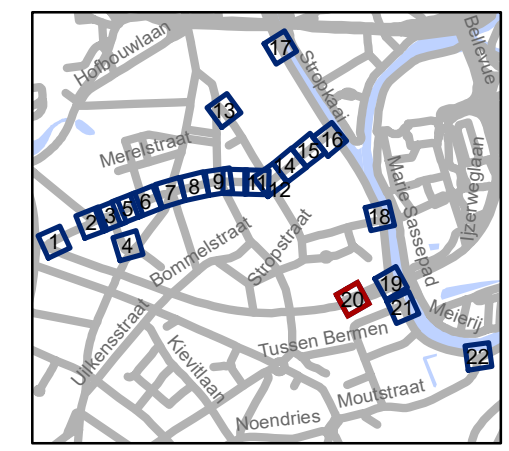 Hofbouwlaan
17
Bellevue
Stropkaai
13
Merelstraat
16
15
14
Ijzerweglaan
Marie Sassepad
9
11
12
8
7
6
5
3
2
1
4
18
Bommelstraat
Stropstraat
19
20
21
Meierij
Uilkensstraat
Tussen Bermen
Kievitlaan
22
Moutstraat
Noendries